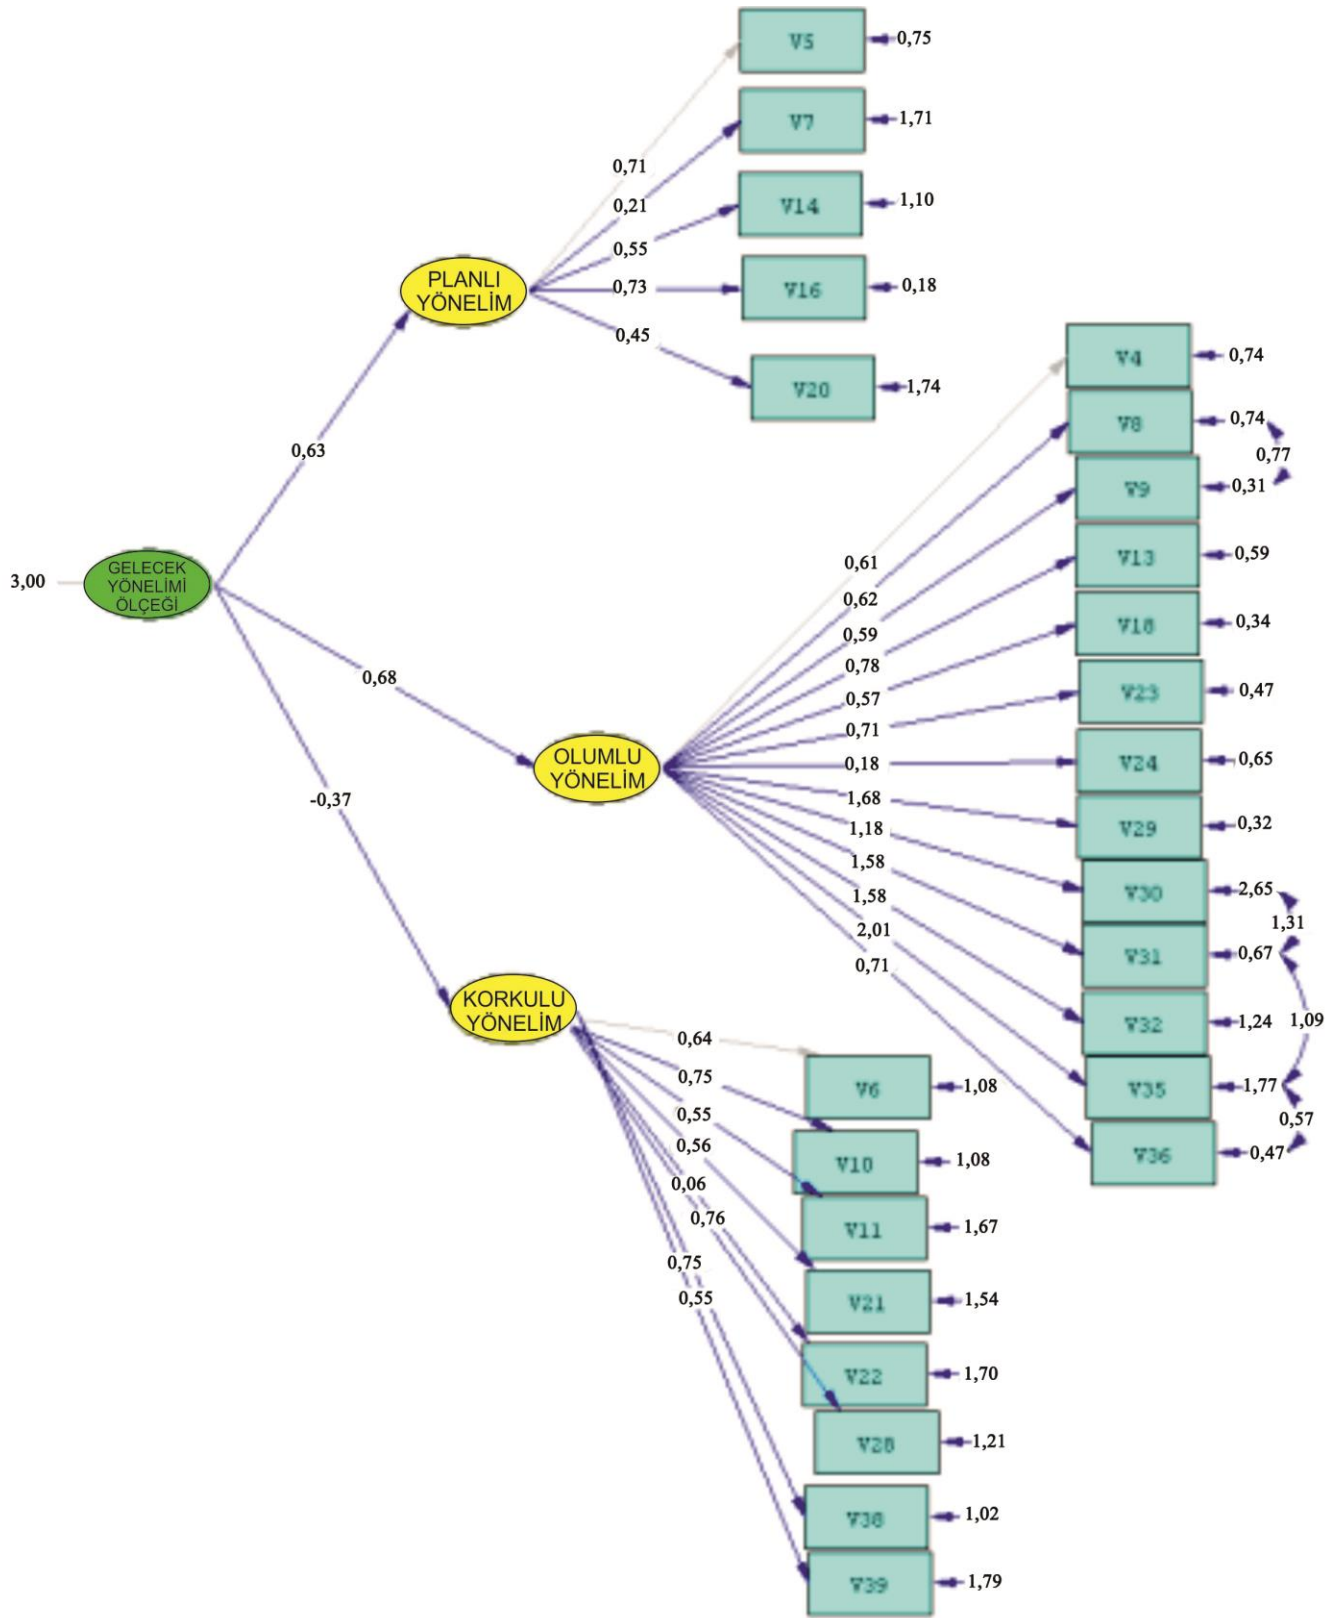 V5
0,75
V7
1,71
0,71
0,21
V14
1,10
0,55
PLANLI
YÖNELİM
0,73
V16
0,18
0,45
V20
1,74
V4
0,74
V8
0,74
0,77
V9
0,31
0,63
V13
0,59
3,00
GELECEK
YÖNELİMİ
ÖLÇEĞİ
0,61
0,62
0,59
0,78
0,57
0,71
0,18
1,68
1,18
1,58
1,58
2,01
0,71
V18
0,34
V23
0,47
V24
0,65
V29
0,32
V30
2,65
1,31
V31
0,67
V32
1,24
1,09
V35
1,77
0,57
V36
0,47
0,68
OLUMLU
YÖNELİM
-0,37
KORKULU
YÖNELİM
0,64
0,75
0,55
0,56
0,06
0,76
0,75
0,55
V6
1,08
V10
1,08
V11
1,67
V21
1,54
V22
1,70
V28
1,21
V38
1,02
V39
1,79